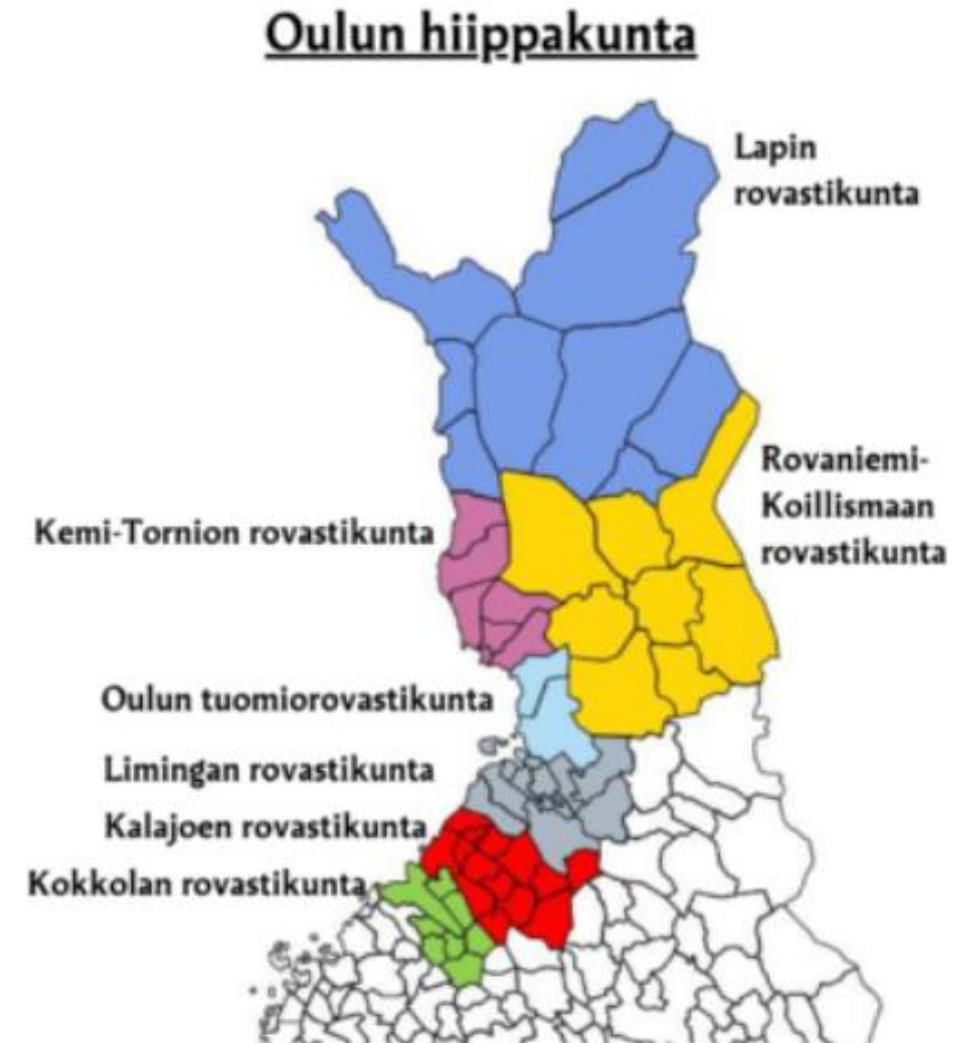 Oulun hiippakunta
Lapin
rovastikunta
Rovaniemi-
Koillismaan
rovastikunta
Kemi-Tornion rovastikunta
Oulun tuomiorovastikunta
Limingan rovastikunta
Kalajoen rovastikunta
Kokkolan rovastikunta